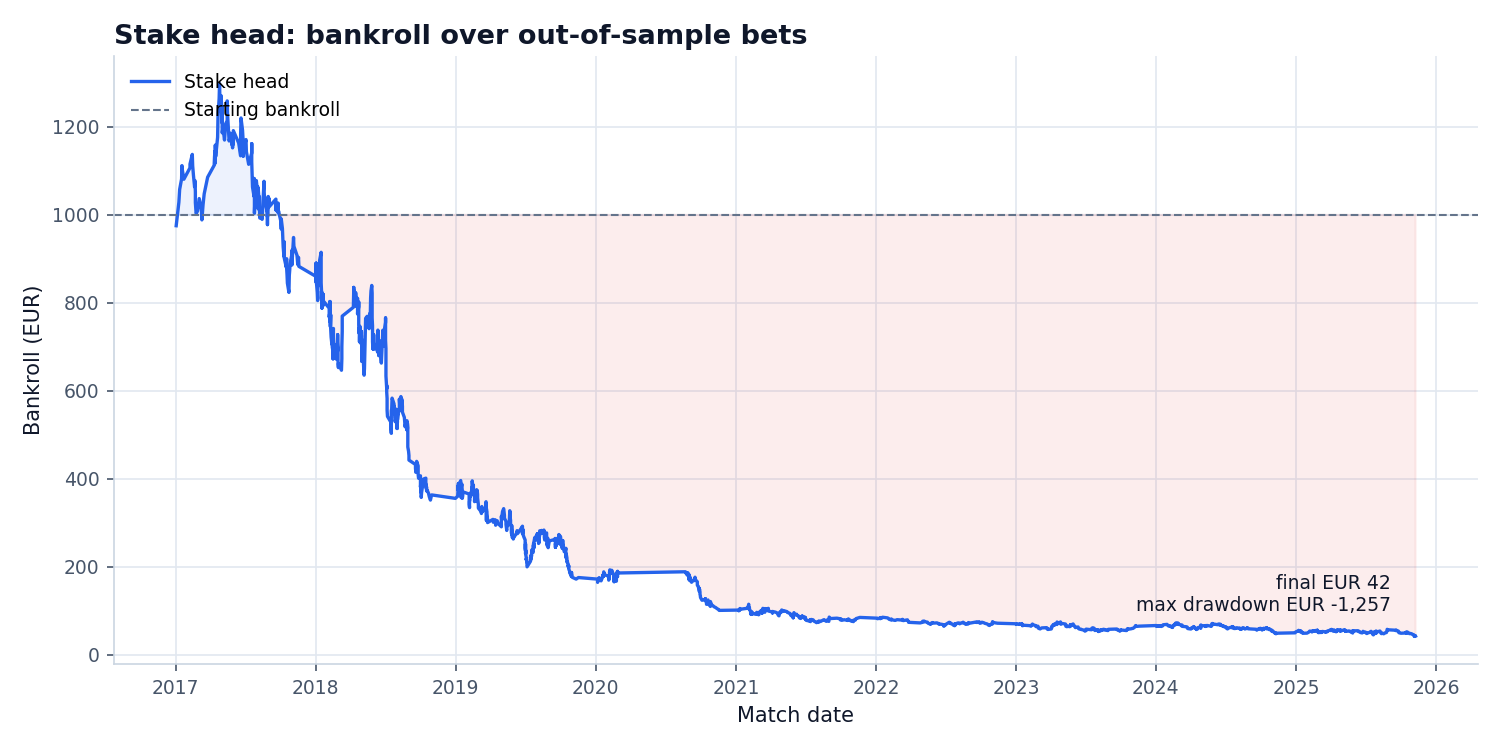 Stake head: bankroll over out-of-sample bets
Stake head
Starting bankroll
Bankroll (EUR)
1200
1000
800
600
400
200
0
final EUR 42
max drawdown EUR -1,257
2017 2018 2019 2020 2021 2022 2023 2024 2025 2026
Match date